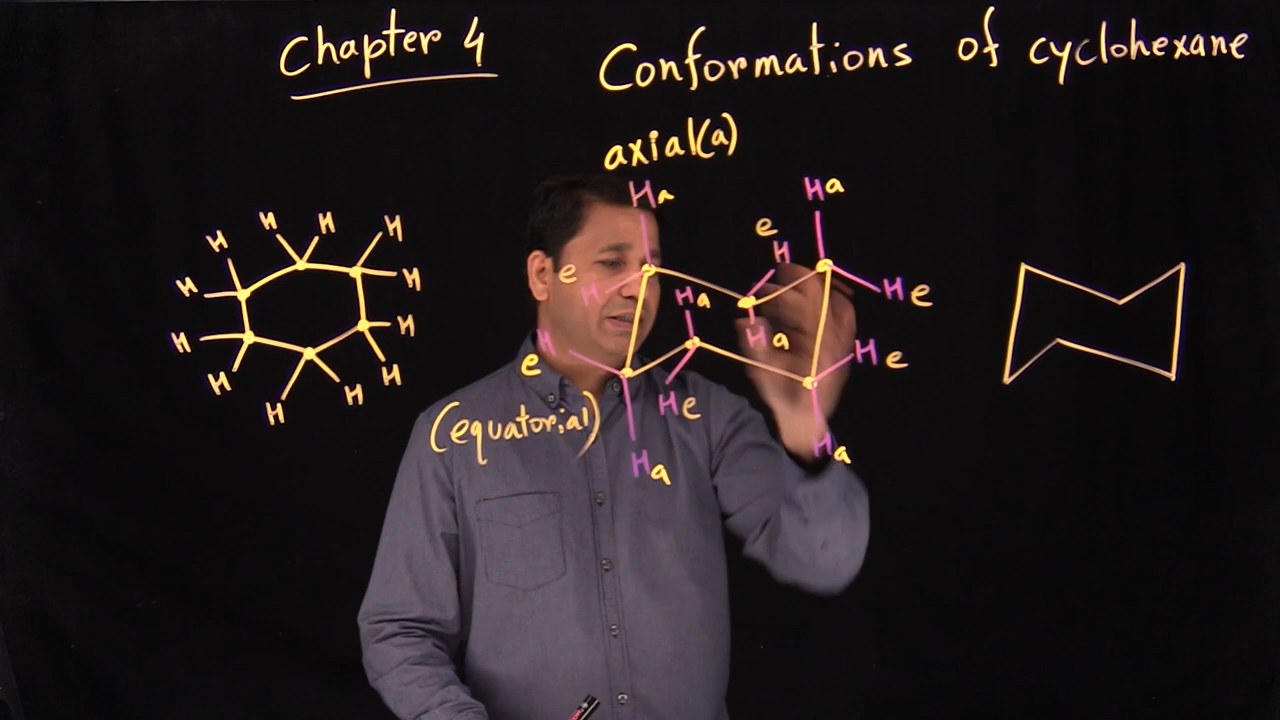 Chapter 4
Conformations of cyclohexane
axial(a)
H H H H H H H H H H H H
Ha Ha
e H
e H Ha He
Ha
H e He
He
(equatorial)
Ha Ha